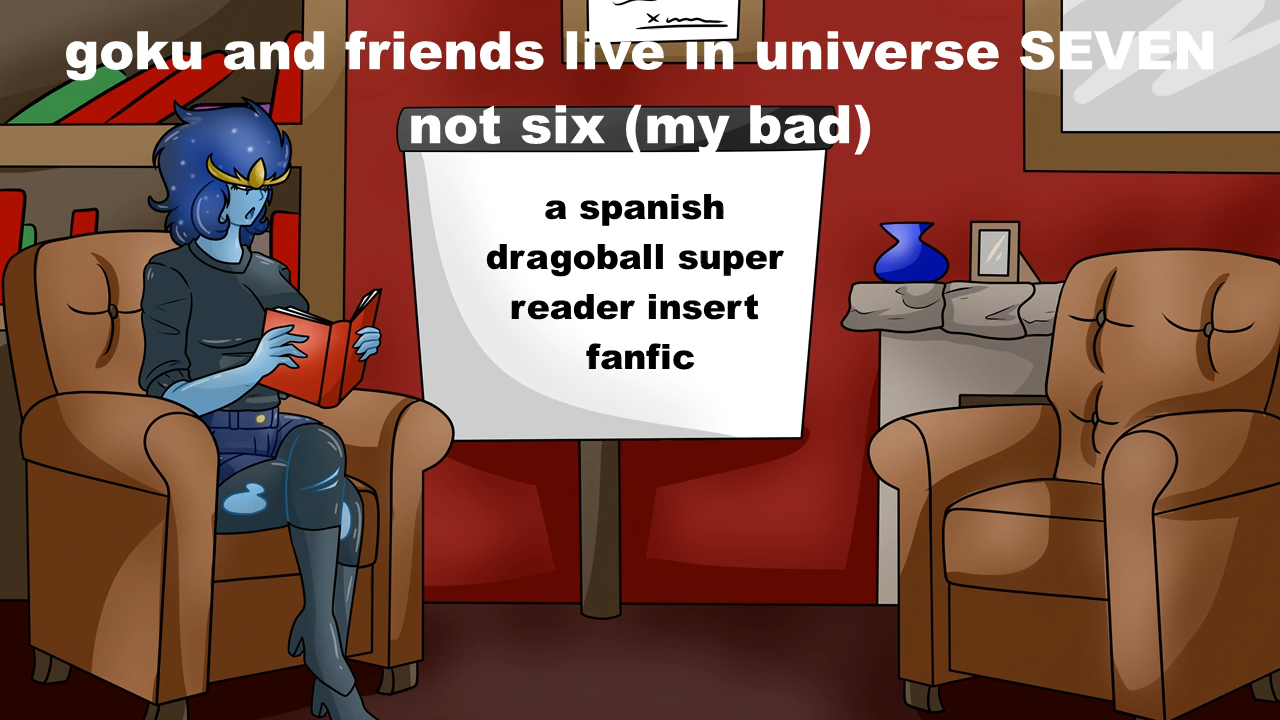 goku and friends live in universe SEVEN
not six (my bad)
a spanish
dragoball super
reader insert
fanfic